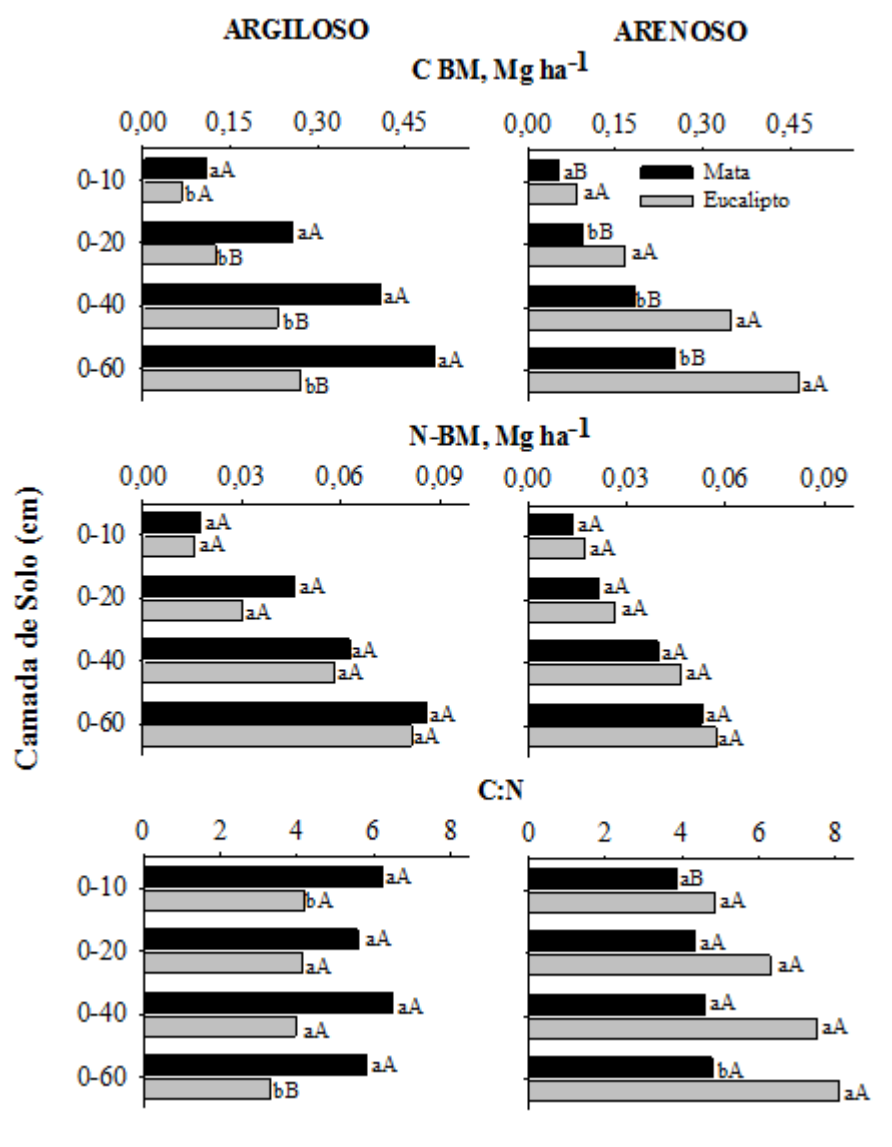 ARGILOSO ARENOSO
C BM, Mg ha-1
0,00 0,15 0,30 0,45 0,00 0,15 0,30 0,45
0-10 aA aB Mata
bA aA Eucalipto
0-20 aA bB
bB aA
0-40 aA bB
bB aA
0-60 aA bB
bB aA
N-BM, Mg ha-1
0,00 0,03 0,06 0,09 0,00 0,03 0,06 0,09
Camada de Solo (cm)
0-10 aA aA
aA aA
0-20 aA aA
aA aA
0-40 aA aA
aA aA
0-60 aA aA
aA aA
C:N
0 2 4 6 8 0 2 4 6 8
0-10 aA aB
bA aA
0-20 aA aA
aA aA
0-40 aA aA
aA aA
0-60 aA bA
bB aA